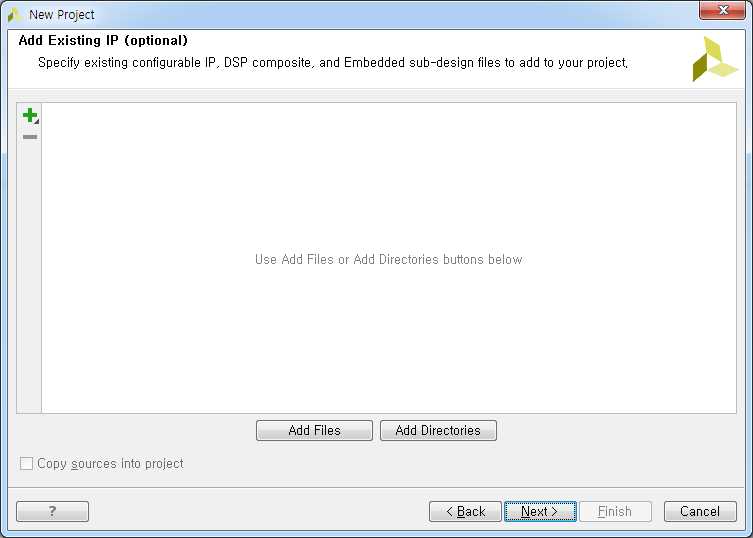 New Project
Add Existing IP (optional)
Specify existing configurable IP, DSP composite, and Embedded sub-design files to add to your project.
Use Add Files or Add Directories buttons below
Add Files
Add Directories
Copy sources into project
?
< Back
Next >
Finish
Cancel